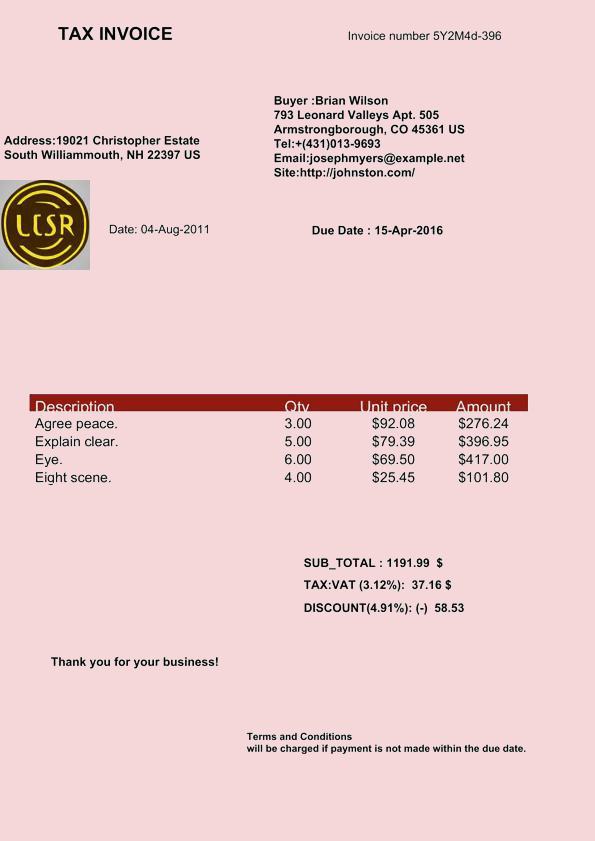 TAX INVOICE
Invoice number 5Y2M4d-396
Buyer :Brian Wilson
793 Leonard Valleys Apt. 505
Armstrongborough, CO 45361 US
Tel:+(431)013-9693
Email:josephmyers@example.net
Site:http://johnston.com/
Address:19021 Christopher Estate
South Williammouth, NH 22397 US
LCSR
Date: 04-Aug-2011
Due Date : 15-Apr-2016
Description Qty Unit price Amount
Agree peace. 3.00 $92.08 $276.24
Explain clear. 5.00 $79.39 $396.95
Eye. 6.00 $69.50 $417.00
Eight scene. 4.00 $25.45 $101.80
SUB_TOTAL : 1191.99 $
TAX:VAT (3.12%): 37.16 $
DISCOUNT(4.91%): (-) 58.53
Thank you for your business!
Terms and Conditions
will be charged if payment is not made within the due date.